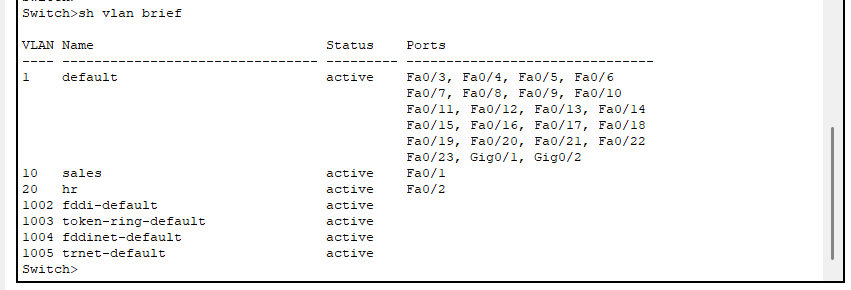 Switch>sh vlan brief
VLAN Name                             Status    Ports
---- -------------------------------- --------- -------------------------------
1    default                          active    Fa0/3, Fa0/4, Fa0/5, Fa0/6
                                                Fa0/7, Fa0/8, Fa0/9, Fa0/10
                                                Fa0/11, Fa0/12, Fa0/13, Fa0/14
                                                Fa0/15, Fa0/16, Fa0/17, Fa0/18
                                                Fa0/19, Fa0/20, Fa0/21, Fa0/22
                                                Fa0/23, Gig0/1, Gig0/2
10   sales                            active    Fa0/1
20   hr                               active    Fa0/2
1002 fddi-default                     active
1003 token-ring-default               active
1004 fddinet-default                  active
1005 trnet-default                    active
Switch>